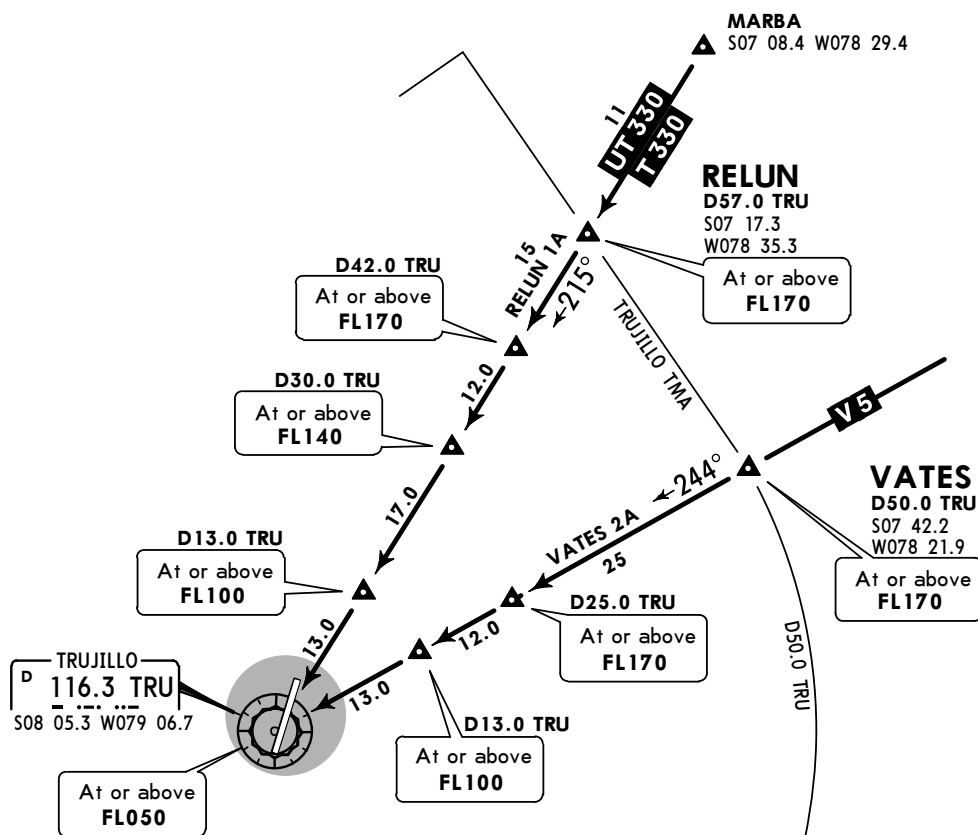 MARBA
S07 08.4 W078 29.4
11
UT 330
T 330
RELUN
D57.0 TRU
S07 17.3
W078 35.3
At or above
FL170
15
RELUN 1A
215°
D42.0 TRU
At or above
FL170
12.0
TRUJILLO TMA
D30.0 TRU
At or above
FL140
V 5
17.0
244°
VATES
D50.0 TRU
S07 42.2
W078 21.9
At or above
FL170
VATES 2A
25
D13.0 TRU
At or above
FL100
D25.0 TRU
At or above
FL170
12.0
13.0
D50.0 TRU
TRUJILLO
D 116.3 TRU
S08 05.3 W079 06.7
13.0
D13.0 TRU
At or above
FL100
At or above
FL050